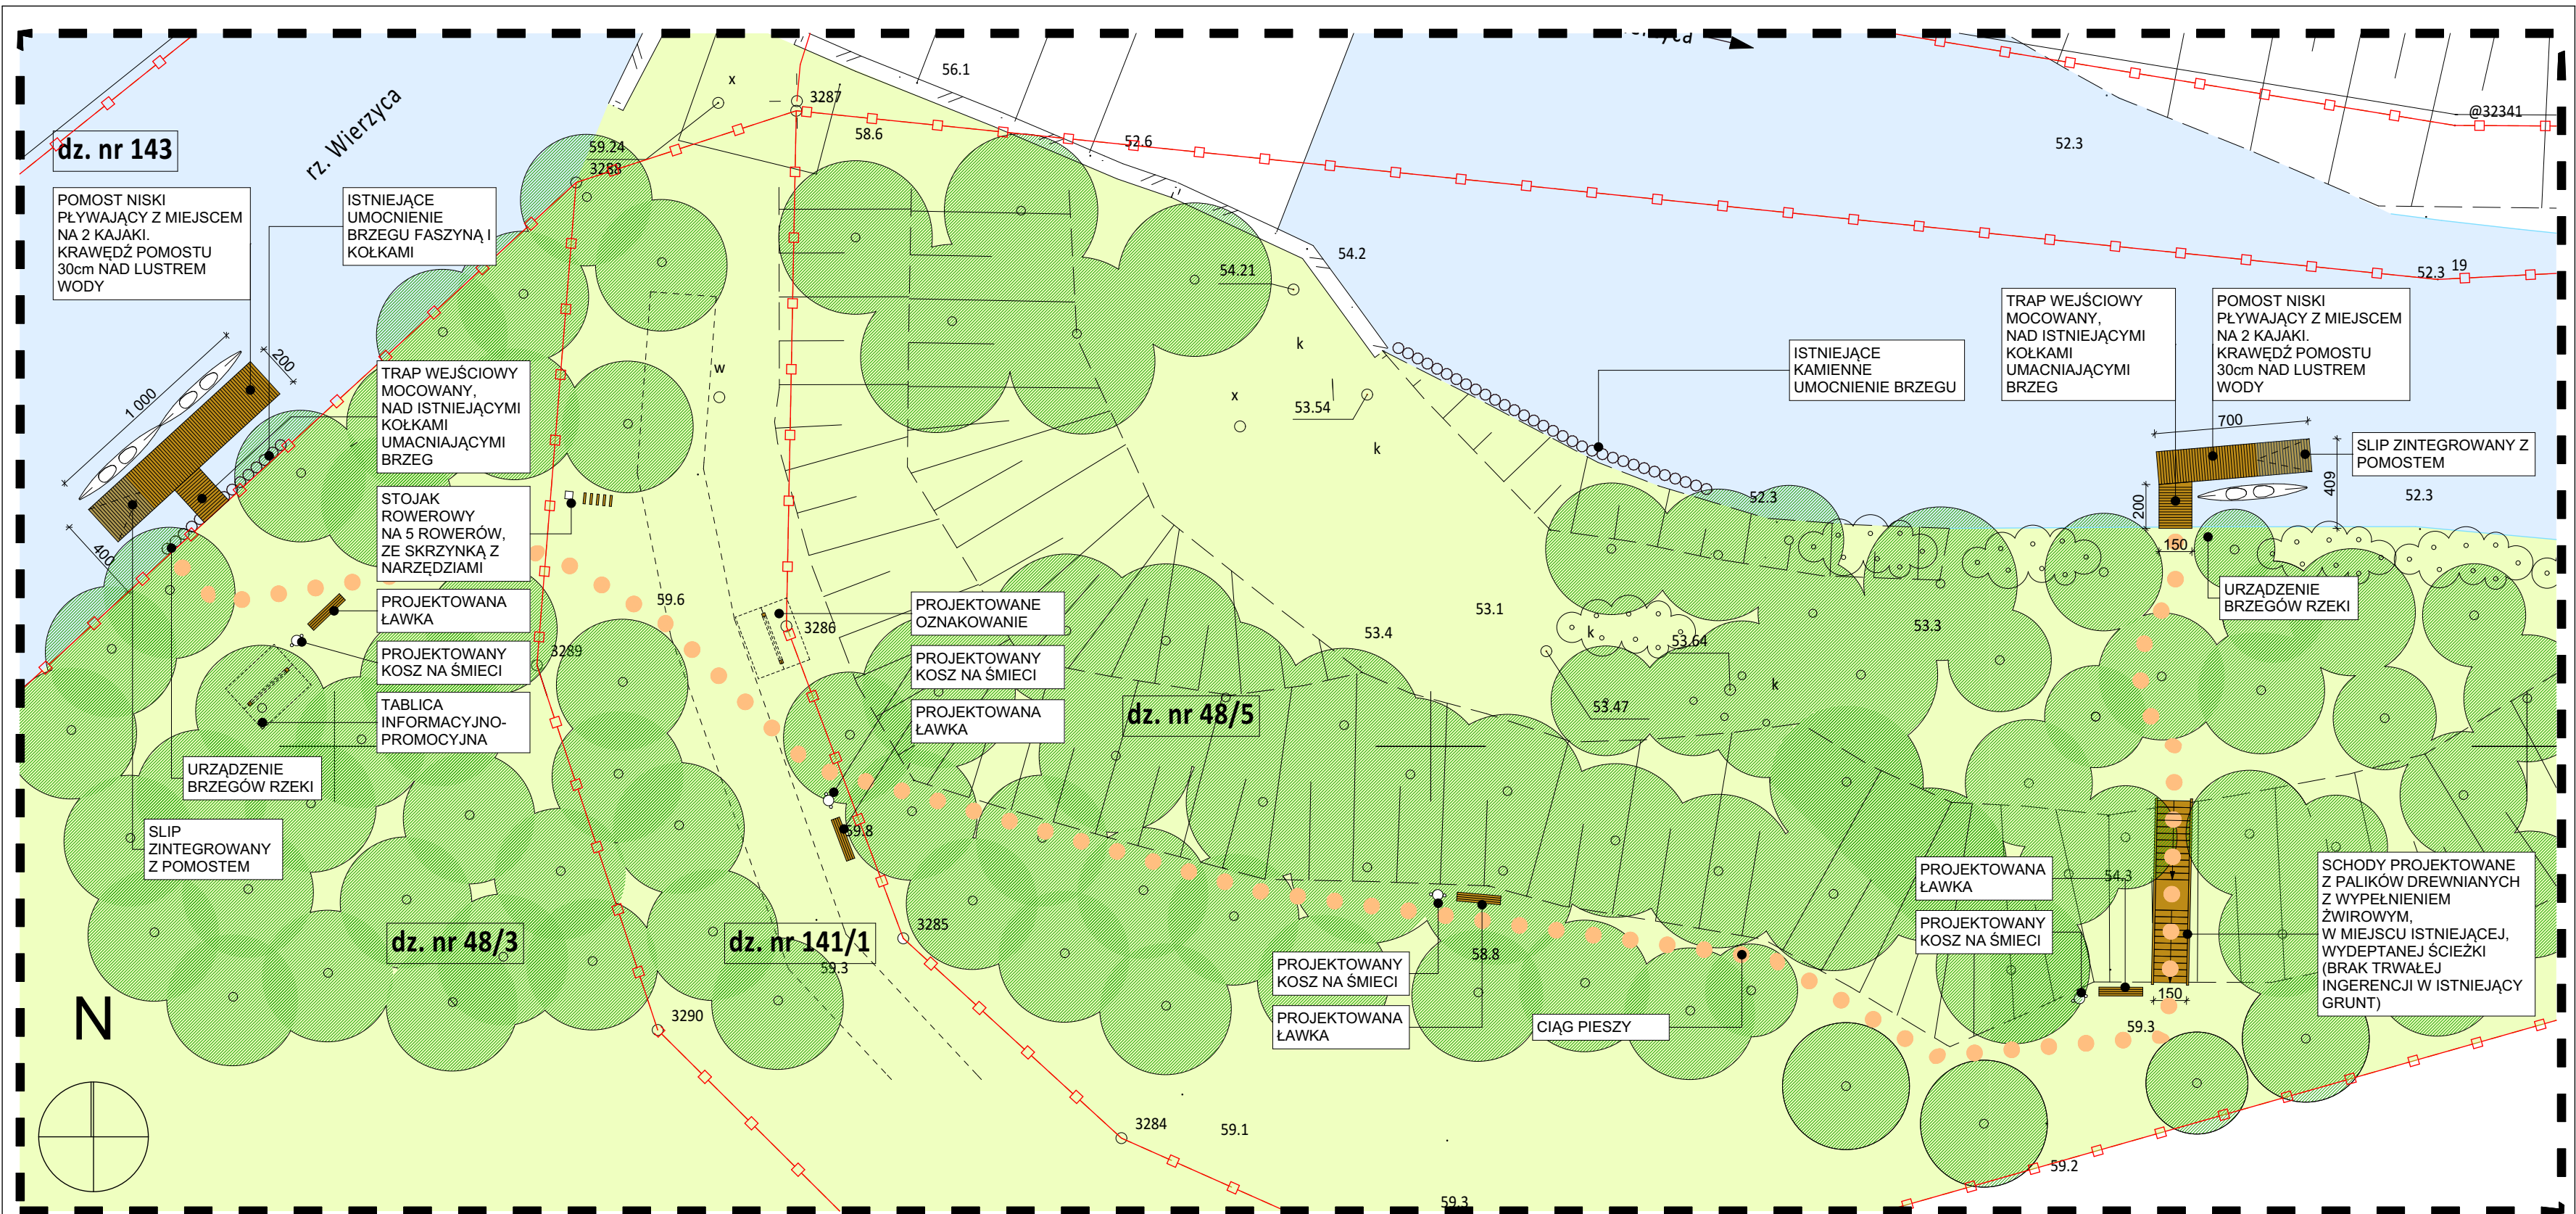 dz. nr 143
rz. Wierzyca
POMOST NISKI
PŁYWAJĄCY Z MIEJSCEM
NA 2 KAJAKI.
KRAWĘDŹ POMOSTU
30cm NAD LUSTREM
WODY
ISTNIEJĄCE
UMOCNIENIE
BRZEGU FASZYNĄ I
KOŁKAMI
1 000
200
400
TRAP WEJŚCIOWY
MOCOWANY,
NAD ISTNIEJĄCYMI
KOŁKAMI
UMACNIAJĄCYMI
BRZEG
STOJAK
ROWEROWY
NA 5 ROWERÓW,
ZE SKRZYNKĄ Z
NARZĘDZIAMI
PROJEKTOWANA
ŁAWKA
PROJEKTOWANY
KOSZ NA ŚMIECI
TABLICA
INFORMACYJNO-
PROMOCYJNA
URZĄDZENIE
BRZEGÓW RZEKI
SLIP
ZINTEGROWANY
Z POMOSTEM
dz. nr 48/3
N
x
3287
58.6
59.24
3288
w
59.6
3289
3286
59.8
3285
dz. nr 141/1
59.3
3290
3284
59.1
59.3
56.1
52.6
54.2
54.21
k
x
53.54
k
PROJEKTOWANE
OZNAKOWANIE
PROJEKTOWANY
KOSZ NA ŚMIECI
PROJEKTOWANA
ŁAWKA
dz. nr 48/5
53.4
53.1
k
53.64
53.47
k
52.3
53.3
ISTNIEJĄCE
KAMIENNE
UMOCNIENIE BRZEGU
52.3
@32341
52.3
19
TRAP WEJŚCIOWY
MOCOWANY,
NAD ISTNIEJĄCYMI
KOŁKAMI
UMACNIAJĄCYMI
BRZEG
POMOST NISKI
PŁYWAJĄCY Z MIEJSCEM
NA 2 KAJAKI.
KRAWĘDŹ POMOSTU
30cm NAD LUSTREM
WODY
700
SLIP ZINTEGROWANY Z
POMOSTEM
409
200
150
52.3
URZĄDZENIE
BRZEGÓW RZEKI
PROJEKTOWANY
KOSZ NA ŚMIECI
PROJEKTOWANA
ŁAWKA
58.8
CIĄG PIESZY
PROJEKTOWANA
ŁAWKA
PROJEKTOWANY
KOSZ NA ŚMIECI
54.3
150
59.3
59.2
SCHODY PROJEKTOWANE
Z PALIKÓW DREWNIANYCH
Z WYPEŁNIENIEM
ŻWIROWYM,
W MIEJSCU ISTNIEJĄCEJ,
WYDEPTANEJ ŚCIEŻKI
(BRAK TRWAŁEJ
INGERENCJI W ISTNIEJĄCY
GRUNT)